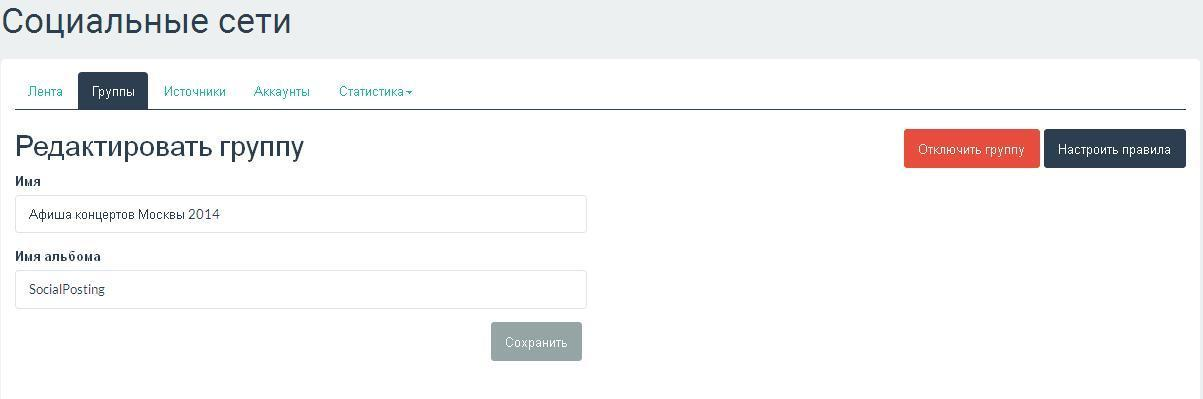 Социальные сети
Лента Группы Источники Аккаунты Статистика
Редактировать группу Отключить группу Настроить правила
Имя
Афиша концертов Москвы 2014
Имя альбома
SocialPosting
Сохранить